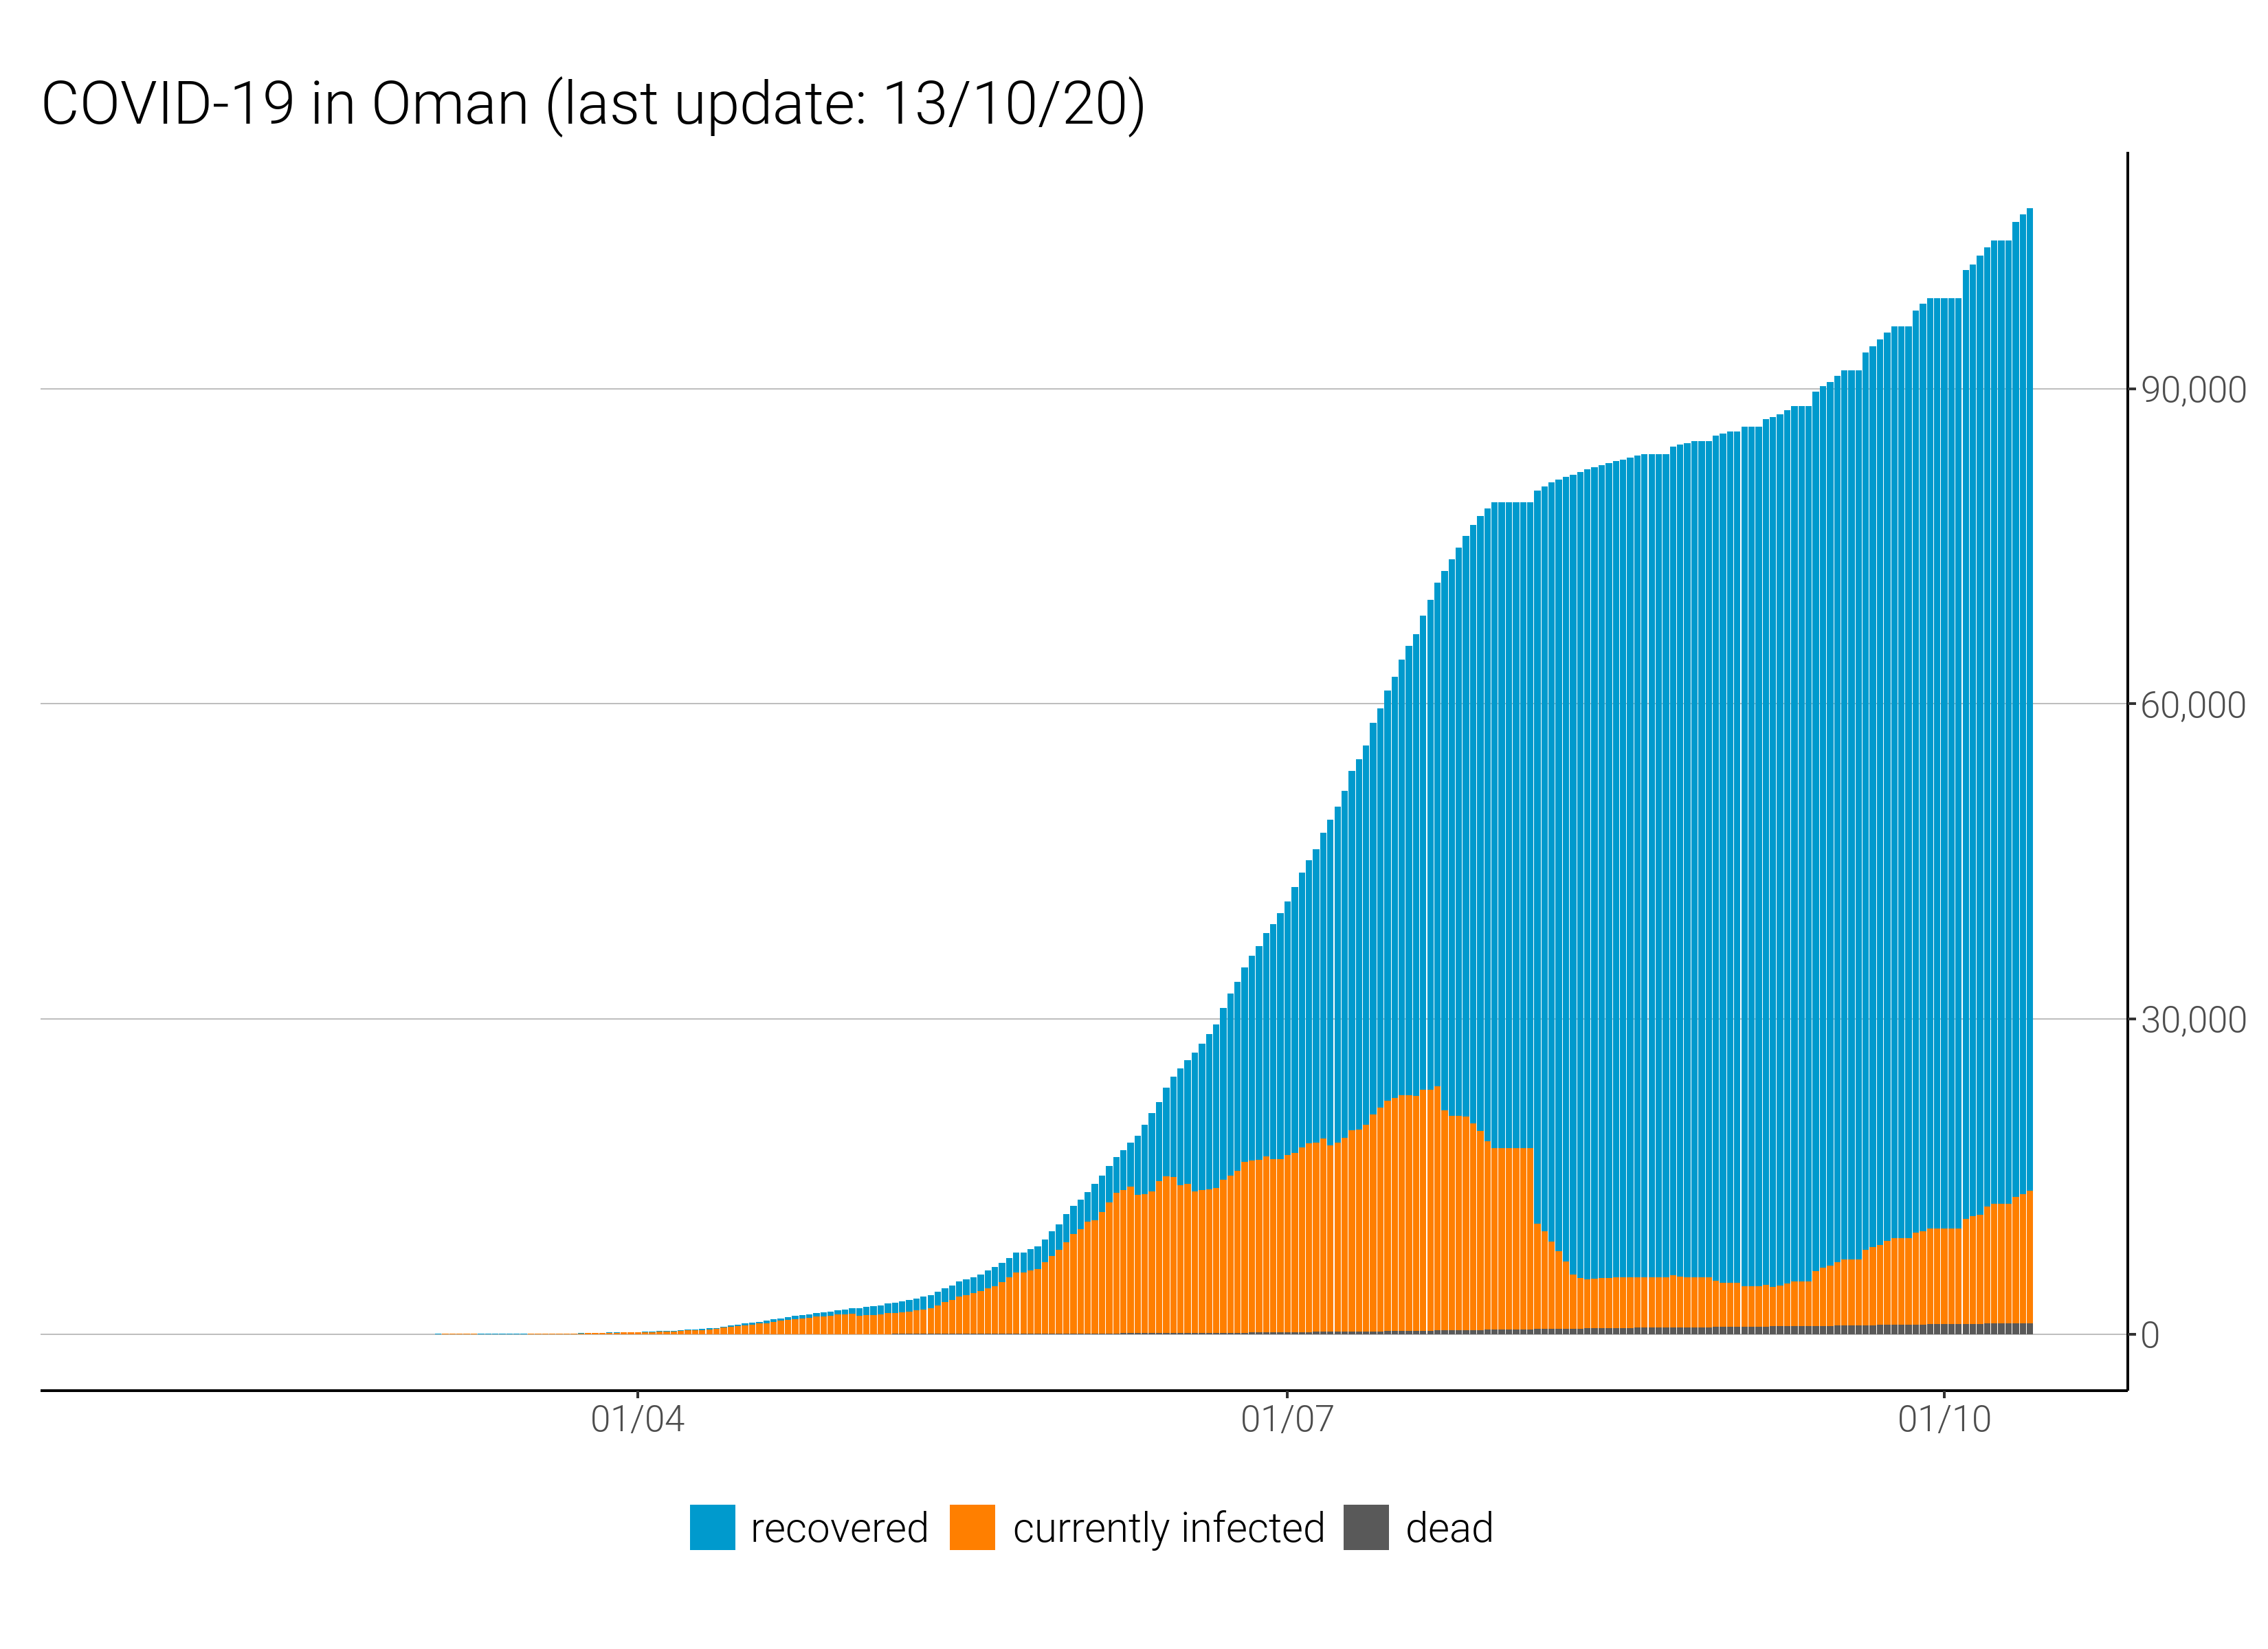 COVID-19 in Oman (last update: 13/10/20)
90,000
60,000
30,000
0
01/04 01/07 01/10
recovered currently infected dead